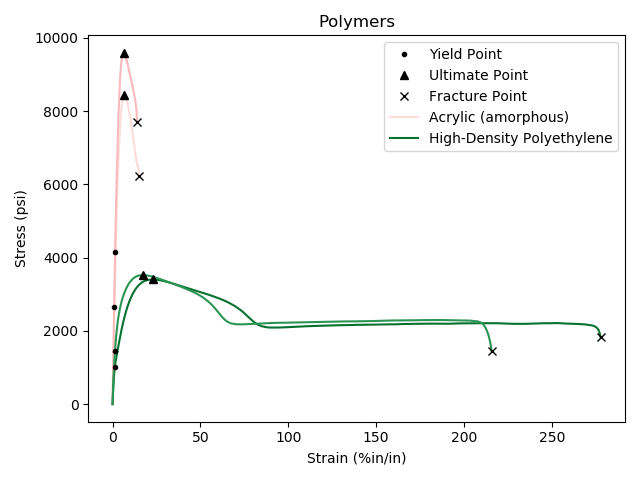 Polymers
10000
8000
6000
4000
2000
0
Stress (psi)
Yield Point
Ultimate Point
Fracture Point
Acrylic (amorphous)
High-Density Polyethylene
0 50 100 150 200 250
Strain (%in/in)